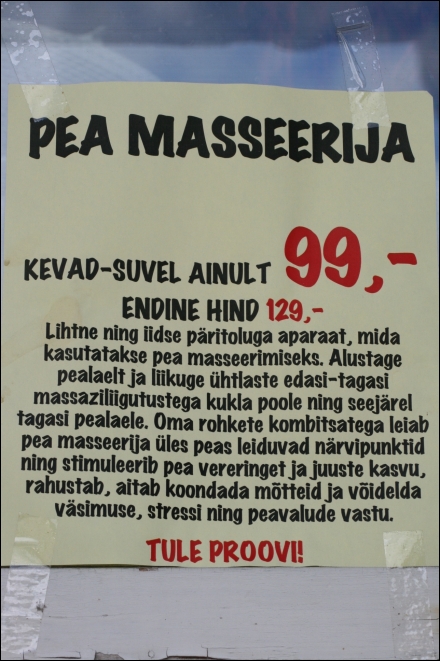 PEA MASSEERIJA
KEVAD-SUVEL AINULT 99,-
ENDINE HIND 129,-
Lihtne ning iidse päritoluga aparaat, mida
kasutatakse pea masseerimiseks. Alustage
pealaelt ja liikuge ühtlaste edasi-tagasi
massaziliigutustega kukla poole ning seejärel
tagasi pealaele. Oma rohkete kombitsatega leiab
pea masseerija üles peas leiduvad närvipunktid
ning stimuleerib pea vereringet ja juuste kasvu,
rahustab, aitab koondada mõtteid ja võidelda
väsimuse, stressi ning peavalude vastu.
TULE PROOVI!